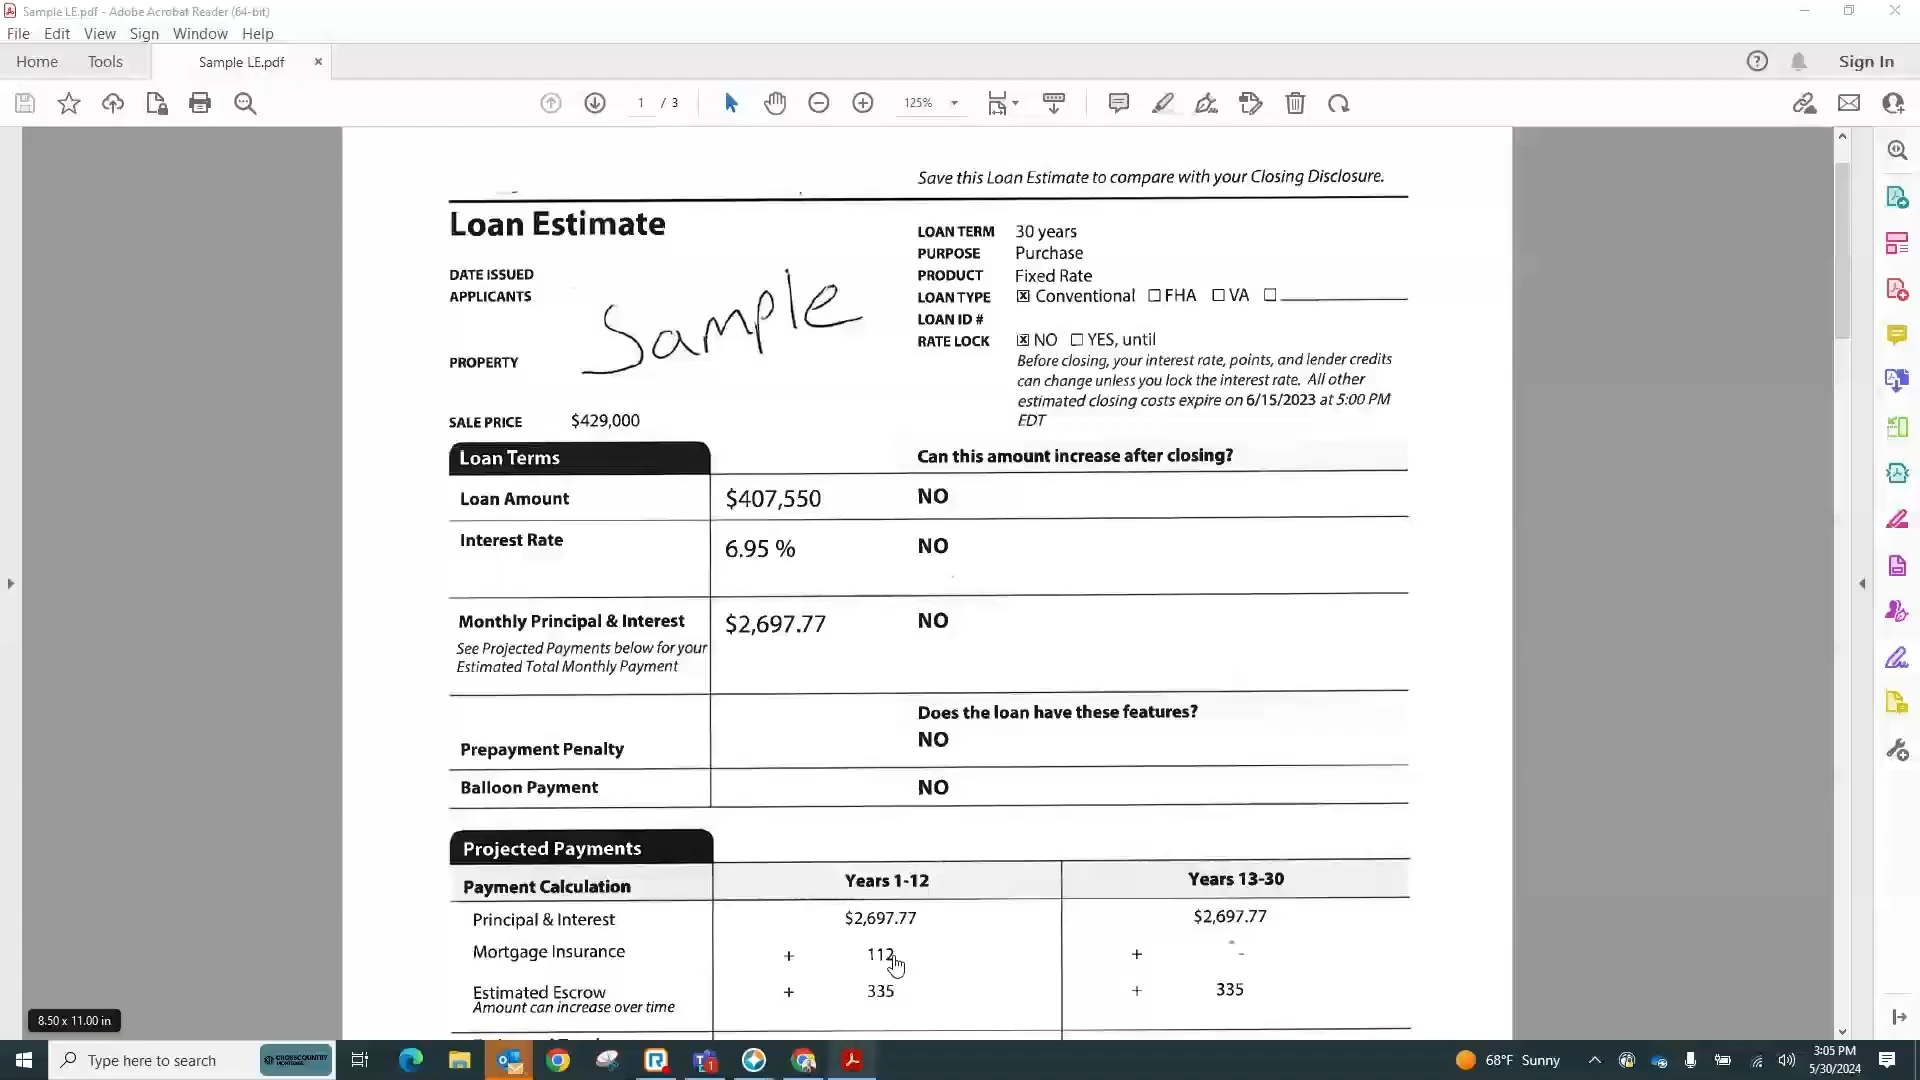 Sample LE.pdf - Adobe Acrobat Reader (64-bit)
File Edit View Sign Window Help
Home Tools Sample LE.pdf × Sign In
1 / 3 125%
Save this Loan Estimate to compare with your Closing Disclosure.
Loan Estimate
DATE ISSUED
APPLICANTS
Sample
PROPERTY
SALE PRICE $429,000
LOAN TERM 30 years
PURPOSE Purchase
PRODUCT Fixed Rate
LOAN TYPE ☒ Conventional ☐ FHA ☐ VA ☐
LOAN ID #
RATE LOCK ☒ NO ☐ YES, until
Before closing, your interest rate, points, and lender credits
can change unless you lock the interest rate. All other
estimated closing costs expire on 6/15/2023 at 5:00 PM
EDT
Loan Terms Can this amount increase after closing?
Loan Amount $407,550 NO
Interest Rate 6.95 % NO
Monthly Principal & Interest $2,697.77 NO
See Projected Payments below for your
Estimated Total Monthly Payment
Does the loan have these features?
Prepayment Penalty NO
Balloon Payment NO
Projected Payments
Payment Calculation Years 1-12 Years 13-30
Principal & Interest $2,697.77 $2,697.77
Mortgage Insurance + 112 + -
Estimated Escrow + 335 + 335
Amount can increase over time
8.50 x 11.00 in
Type here to search CROSSCOUNTRY MORTGAGE 68°F Sunny 3:05 PM
5/30/2024